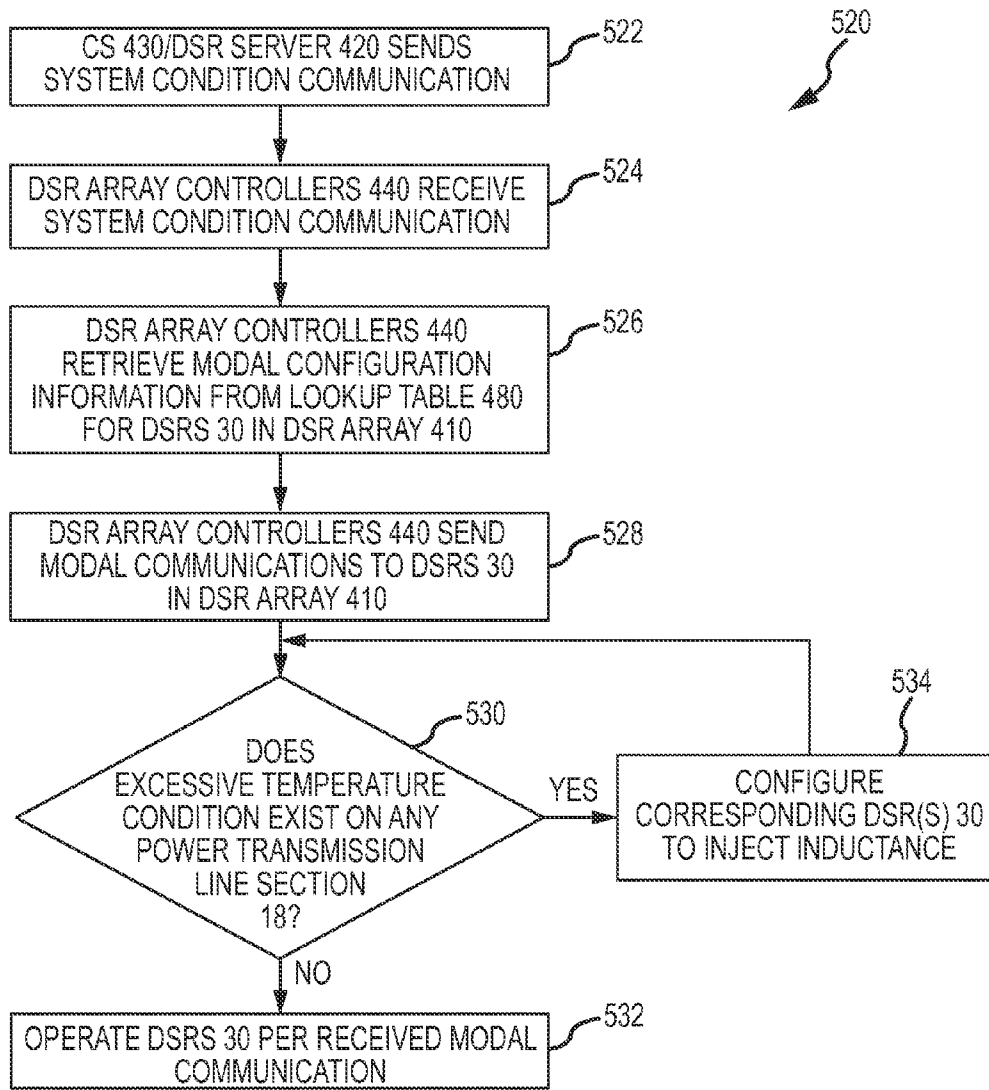 CS 430/DSR SERVER 420 SENDS
SYSTEM CONDITION COMMUNICATION
522
520
DSR ARRAY CONTROLLERS 440 RECEIVE
SYSTEM CONDITION COMMUNICATION
524
DSR ARRAY CONTROLLERS 440
RETRIEVE MODAL CONFIGURATION
INFORMATION FROM LOOKUP TABLE 480
FOR DSRS 30 IN DSR ARRAY 410
526
DSR ARRAY CONTROLLERS 440 SEND
MODAL COMMUNICATIONS TO DSRS 30
IN DSR ARRAY 410
528
DOES
EXCESSIVE TEMPERATURE
CONDITION EXIST ON ANY
POWER TRANSMISSION
LINE SECTION
18?
530
YES
CONFIGURE
CORRESPONDING DSR(S) 30
TO INJECT INDUCTANCE
534
NO
OPERATE DSRS 30 PER RECEIVED MODAL
COMMUNICATION
532